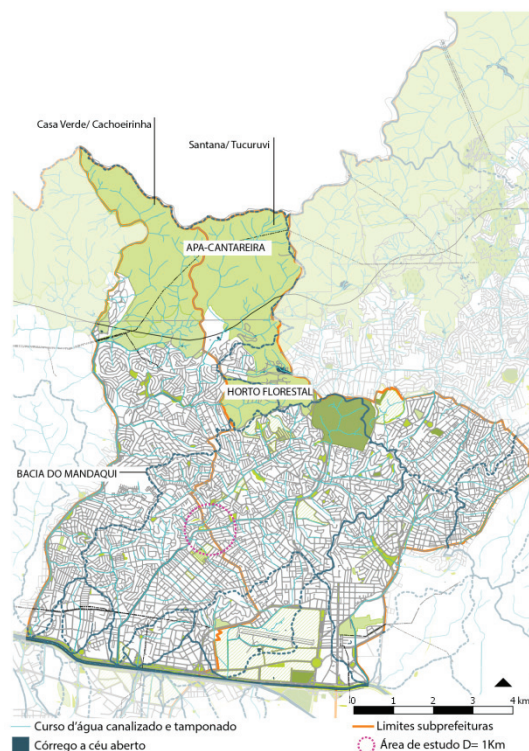 Casa Verde/ Cachoeirinha
Santana/ Tucuruvi
APA-CANTAREIRA
HORTO FLORESTAL
BACIA DO MANDAQUI
0 1 2 3 4 km
Curso d'água canalizado e tamponado
Limites subprefeituras
Córrego a céu aberto
Área de estudo D= 1Km